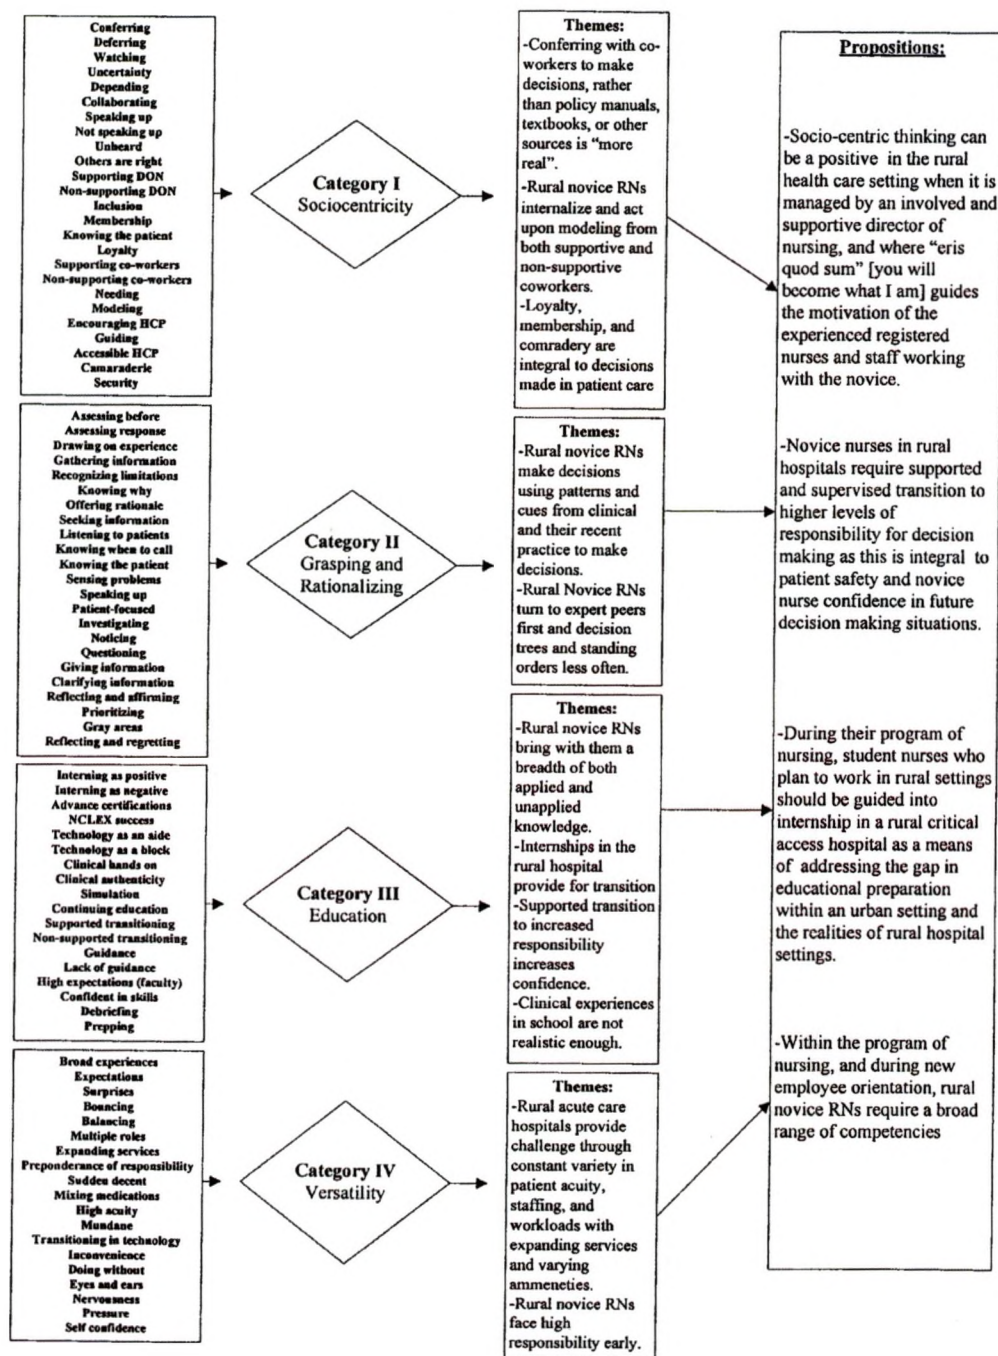 Conferring
Deferring
Watching
Uncertainty
Depending
Collaborating
Speaking up
Not speaking up
Unheard
Others are right
Supporting DON
Non-supporting DON
Inclusion
Membership
Knowing the patient
Loyalty
Supporting co-workers
Non-supporting co-workers
Needing
Modeling
Encouraging HCP
Guiding
Accessible HCP
Camaraderie
Security
Category I
Sociocentricity
Themes:
-Conferring with co-
workers to make
decisions, rather
than policy manuals,
textbooks, or other
sources is “more
real”.
-Rural novice RNs
internalize and act
upon modeling from
both supportive and
non-supportive
coworkers.
-Loyalty,
membership, and
comradery are
integral to decisions
made in patient care
Assessing before
Assessing response
Drawing on experience
Gathering information
Recognizing limitations
Knowing why
Offering rationale
Seeking information
Listening to patients
Knowing when to call
Knowing the patient
Sensing problems
Speaking up
Patient-focused
Investigating
Noticing
Questioning
Giving information
Clarifying information
Reflecting and affirming
Prioritizing
Gray areas
Reflecting and regretting
Category II
Grasping and
Rationalizing
Themes:
-Rural novice RNs
make decisions
using patterns and
cues from clinical
and their recent
practice to make
decisions.
-Rural Novice RNs
turn to expert peers
first and decision
trees and standing
orders less often.
Interning as positive
Interning as negative
Advance certifications
NCLEX success
Technology as an aide
Technology as a block
Clinical hands on
Clinical authenticity
Simulation
Continuing education
Supported transitioning
Non-supported transitioning
Guidance
Lack of guidance
High expectations (faculty)
Confident in skills
Debriefing
Prepping
Category III
Education
Themes:
-Rural novice RNs
bring with them a
breadth of both
applied and
unapplied
knowledge.
-Internships in the
rural hospital
provide for transition
-Supported transition
to increased
responsibility
increases
confidence.
-Clinical experiences
in school are not
realistic enough.
Broad experiences
Expectations
Surprises
Bouncing
Balancing
Multiple roles
Expanding services
Preponderance of responsibility
Sudden decent
Mixing medications
High acuity
Mundane
Transitioning in technology
Inconvenience
Doing without
Eyes and ears
Nervousness
Pressure
Self confidence
Category IV
Versatility
Themes:
-Rural acute care
hospitals provide
challenge through
constant variety in
patient acuity,
staffing, and
workloads with
expanding services
and varying
ammeneties.
-Rural novice RNs
face high
responsibility early.
Propositions:
-Socio-centric thinking can
be a positive in the rural
health care setting when it is
managed by an involved and
supportive director of
nursing, and where “eris
quod sum” [you will
become what I am] guides
the motivation of the
experienced registered
nurses and staff working
with the novice.
-Novice nurses in rural
hospitals require supported
and supervised transition to
higher levels of
responsibility for decision
making as this is integral to
patient safety and novice
nurse confidence in future
decision making situations.
-During their program of
nursing, student nurses who
plan to work in rural settings
should be guided into
internship in a rural critical
access hospital as a means
of addressing the gap in
educational preparation
within an urban setting and
the realities of rural hospital
settings.
-Within the program of
nursing, and during new
employee orientation, rural
novice RNs require a broad
range of competencies